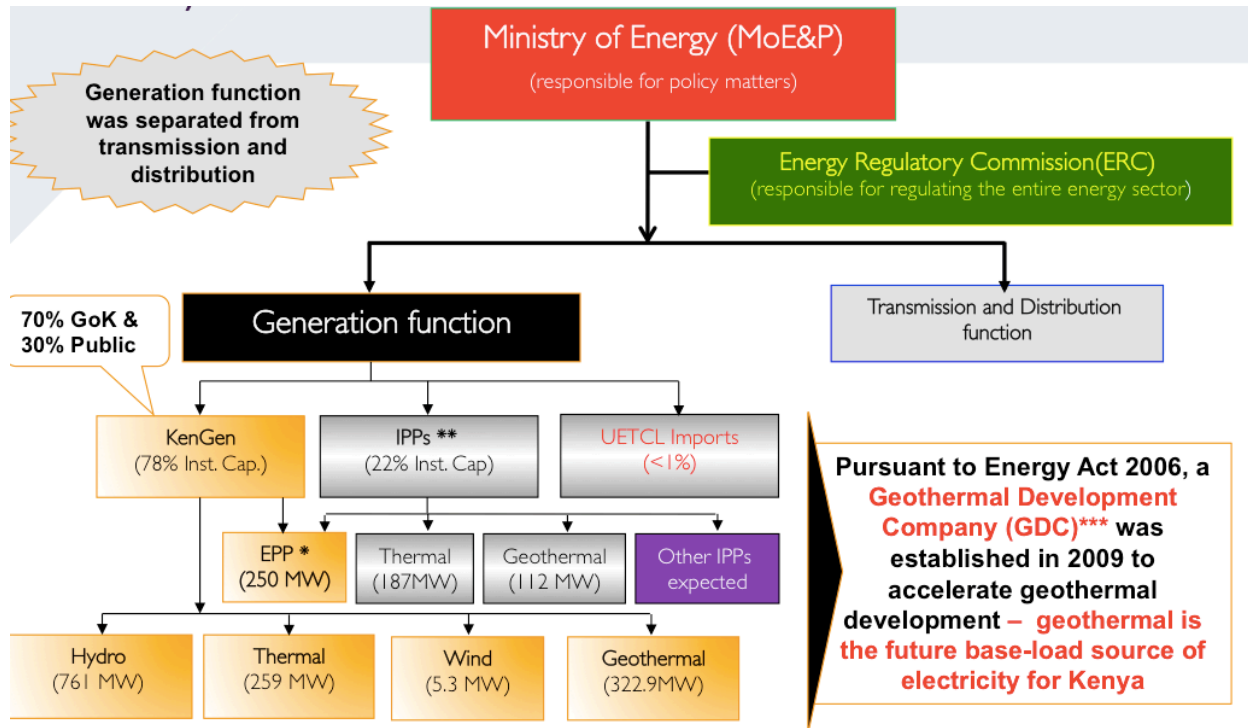 Ministry of Energy (MoE&P)
(responsible for policy matters)
Generation function
was separated from
transmission and
distribution
Energy Regulatory Commission(ERC)
(responsible for regulating the entire energy sector)
70% GoK &
30% Public
Generation function
Transmission and Distribution
function
KenGen
(78% Inst. Cap.)
IPPs **
(22% Inst. Cap)
UETCL Imports
(<1%)
EPP *
(250 MW)
Thermal
(187MW)
Geothermal
(112 MW)
Other IPPs
expected
Hydro
(761 MW)
Thermal
(259 MW)
Wind
(5.3 MW)
Geothermal
(322.9MW)
Pursuant to Energy Act 2006, a
Geothermal Development
Company (GDC)*** was
established in 2009 to
accelerate geothermal
development – geothermal is
the future base-load source of
electricity for Kenya